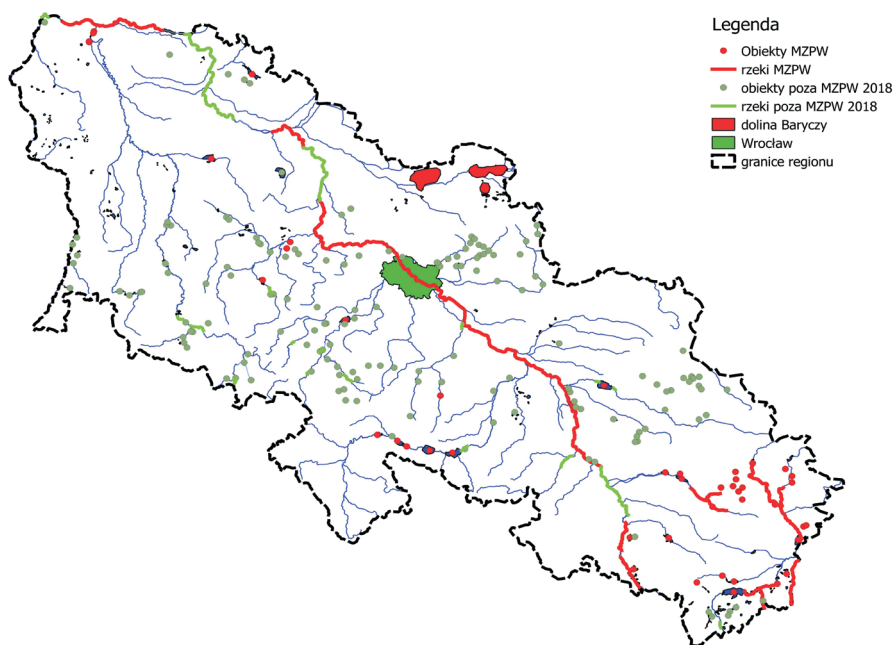 Legenda
Obiekty MZPW
rzeki MZPW
obiekty poza MZPW 2018
rzeki poza MZPW 2018
dolina Baryczy
Wrocław
granice regionu